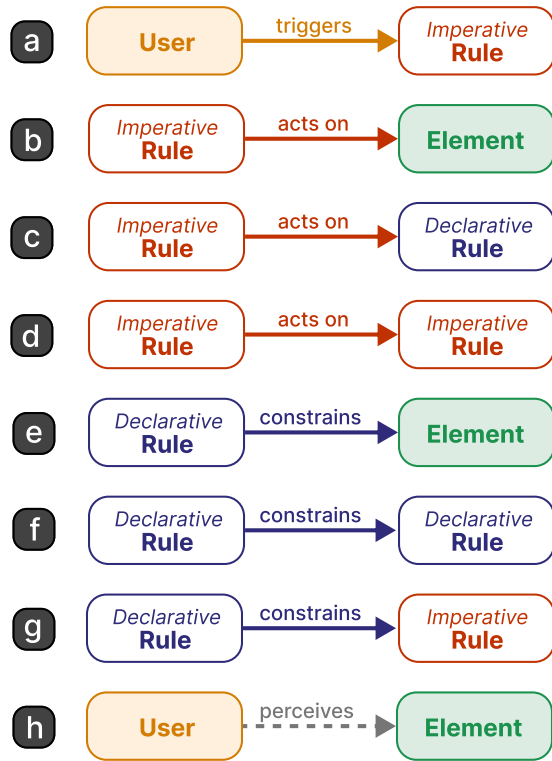 a
User
triggers
Imperative
Rule
b
Imperative
Rule
acts on
Element
c
Imperative
Rule
acts on
Declarative
Rule
d
Imperative
Rule
acts on
Imperative
Rule
e
Declarative
Rule
constrains
Element
f
Declarative
Rule
constrains
Declarative
Rule
g
Declarative
Rule
constrains
Imperative
Rule
h
User
perceives
Element